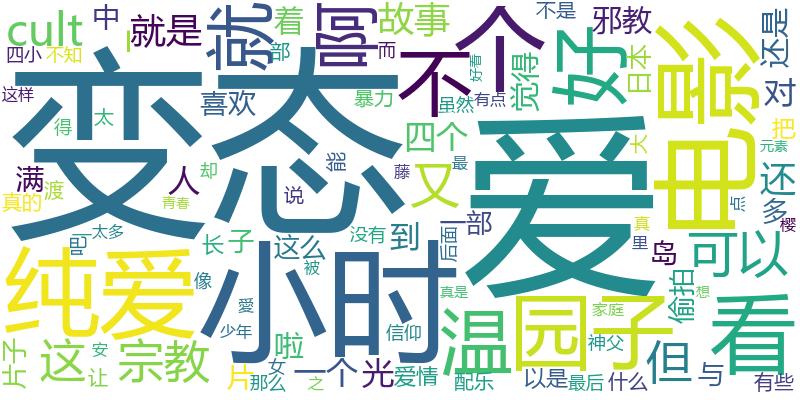 cult 中 就是 就 着 啊 故事 个 不是 邪教
四小 不知 部 而 不 好看 觉得 好 日本 电影 还是
这样 变态 喜欢 暴力 虽然 有点 对
得 太 四个 爱 大 把 元素
满 却 人 说 能 藤 又 最 还 多
真的 渡 青春 一部 真 点 樱
吧 太多 长 子 这么 没有 到 后面 里 岛 可以
纯爱 像 被 小时 真是 偷拍 想 看
愛 少年 信仰 温 园子 家庭 神父
片子 这 安 宗教 啦 但
让 片 女 那么 一个 之 光 爱情 配乐 以是 最后 什么 与 有些